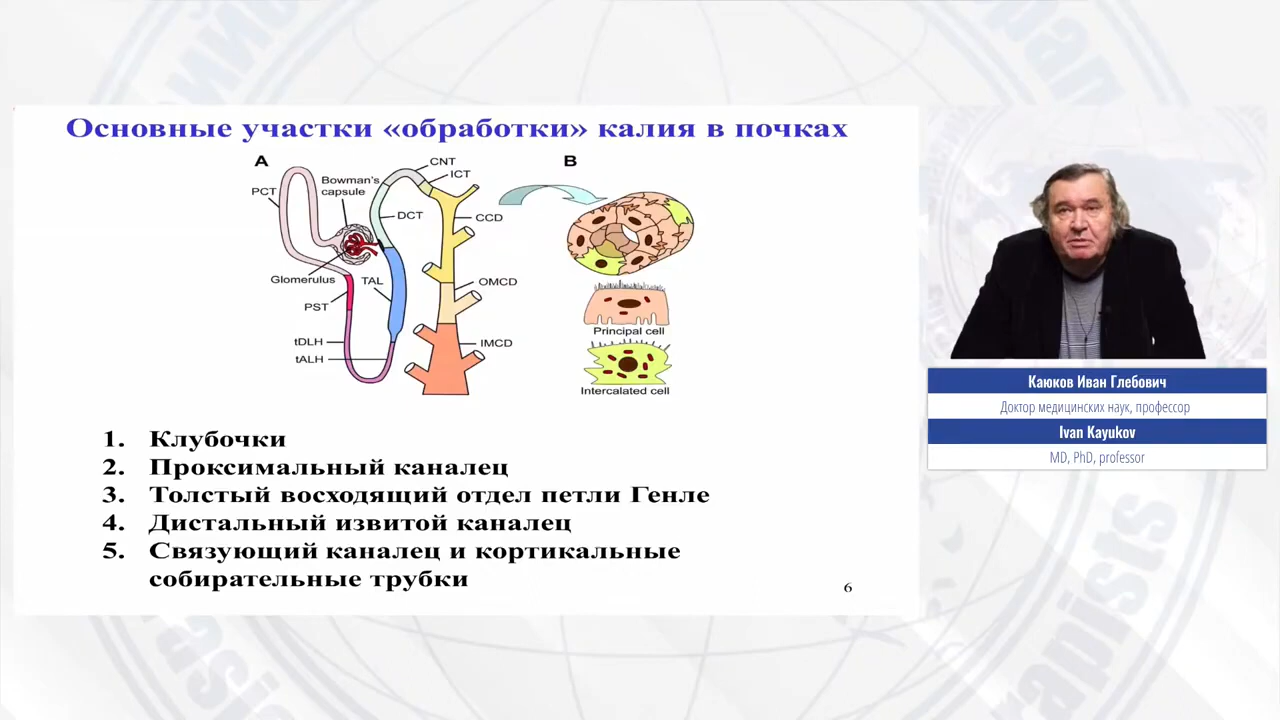 Основные участки «обработки» калия в почках
A
B
CNT
ICT
Bowman's
capsule
PCT
DCT
CCD
Glomerulus
TAL
OMCD
PST
Principal cell
tDLH
IMCD
tALH
Intercalated cell
1. Клубочки
2. Проксимальный каналец
3. Толстый восходящий отдел петли Генле
4. Дистальный извитой каналец
5. Связующий каналец и кортикальные
собирательные трубки
6
Каюков Иван Глебович
Доктор медицинских наук, профессор
Ivan Kayukov
MD, PhD, professor